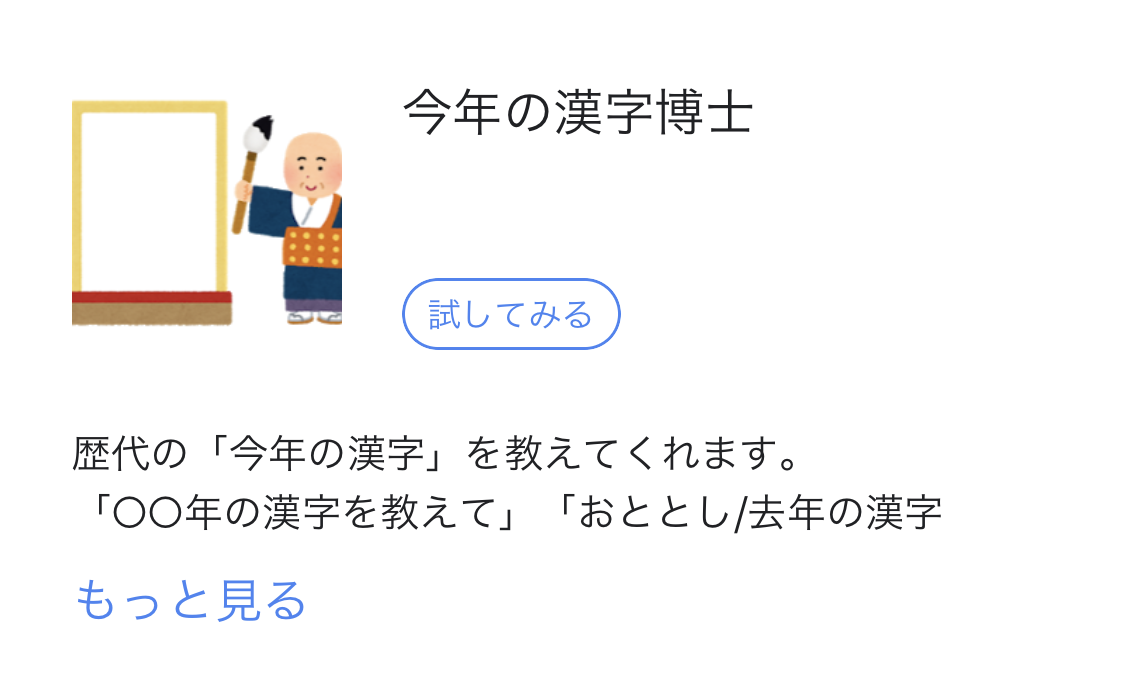 今年の漢字博士
試してみる
歴代の「今年の漢字」を教えてくれます。
「〇〇年の漢字を教えて」「おととし/去年の漢字
もっと見る